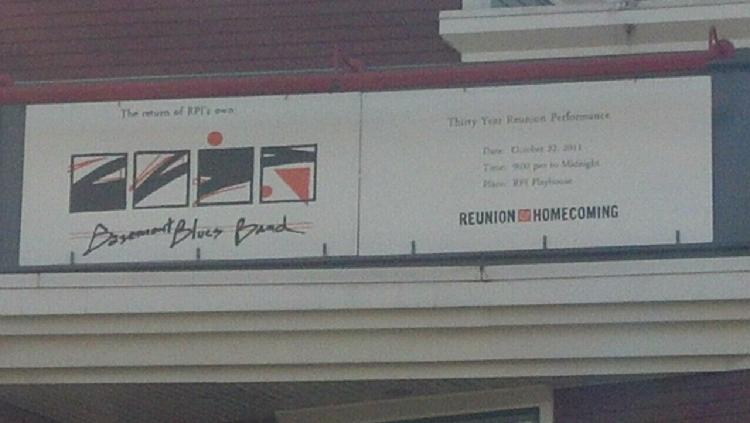 The return of RPI's own
Basement Blues Band
Thirty Year Reunion Performance
Date: October 22, 2011
Time: 9:00 pm to Midnight
Place: RPI Playhouse
REUNION HOMECOMING